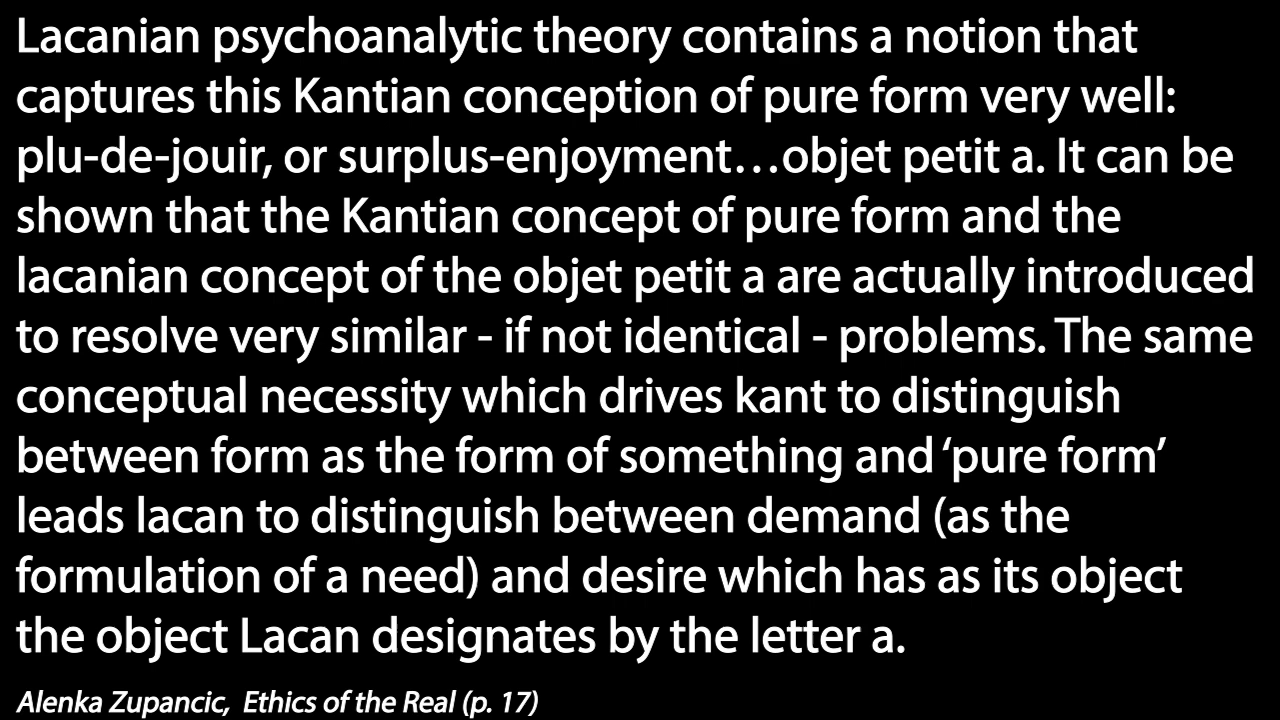 Lacanian psychoanalytic theory contains a notion that
captures this Kantian conception of pure form very well:
plu-de-jouir, or surplus-enjoyment…objet petit a. It can be
shown that the Kantian concept of pure form and the
lacanian concept of the objet petit a are actually introduced
to resolve very similar - if not identical - problems. The same
conceptual necessity which drives kant to distinguish
between form as the form of something and ‘pure form’
leads lacan to distinguish between demand (as the
formulation of a need) and desire which has as its object
the object Lacan designates by the letter a.
Alenka Zupancic, Ethics of the Real (p. 17)